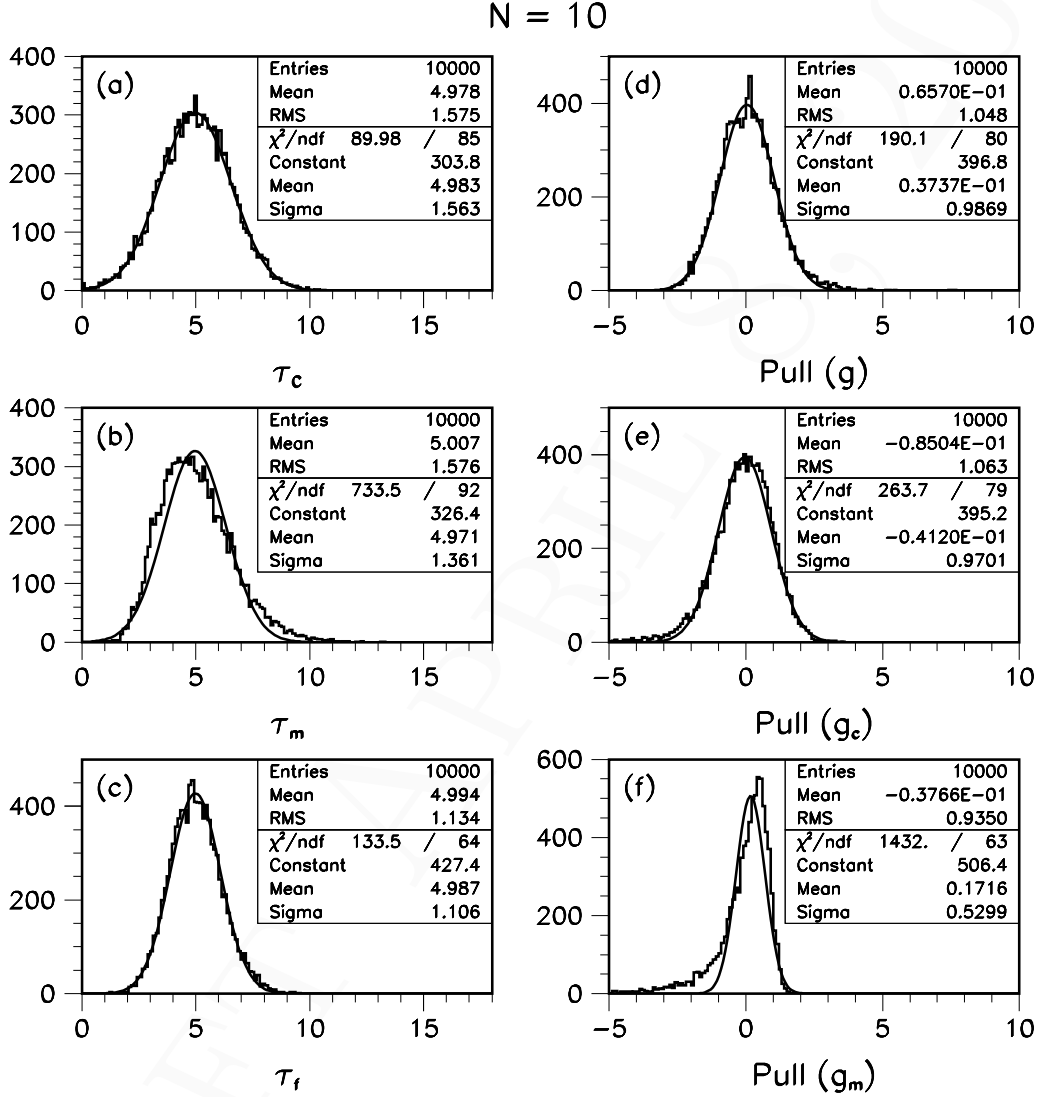 N = 10
(a)
Entries 10000
Mean 4.978
RMS 1.575
χ²/ndf 89.98 / 85
Constant 303.8
Mean 4.983
Sigma 1.563
400
300
200
100
0
0 5 10 15
τc
(d)
Entries 10000
Mean 0.6570E-01
RMS 1.048
χ²/ndf 190.1 / 80
Constant 396.8
Mean 0.3737E-01
Sigma 0.9869
400
200
0
-5 0 5 10
Pull (g)
(b)
Entries 10000
Mean 5.007
RMS 1.576
χ²/ndf 733.5 / 92
Constant 326.4
Mean 4.971
Sigma 1.361
400
300
200
100
0
0 5 10 15
τm
(e)
Entries 10000
Mean -0.8504E-01
RMS 1.063
χ²/ndf 263.7 / 79
Constant 395.2
Mean -0.4120E-01
Sigma 0.9701
400
200
0
-5 0 5 10
Pull (gc)
(c)
Entries 10000
Mean 4.994
RMS 1.134
χ²/ndf 133.5 / 64
Constant 427.4
Mean 4.987
Sigma 1.106
400
200
0
0 5 10 15
τf
(f)
Entries 10000
Mean -0.3766E-01
RMS 0.9350
χ²/ndf 1432. / 63
Constant 506.4
Mean 0.1716
Sigma 0.5299
600
400
200
0
-5 0 5 10
Pull (gm)